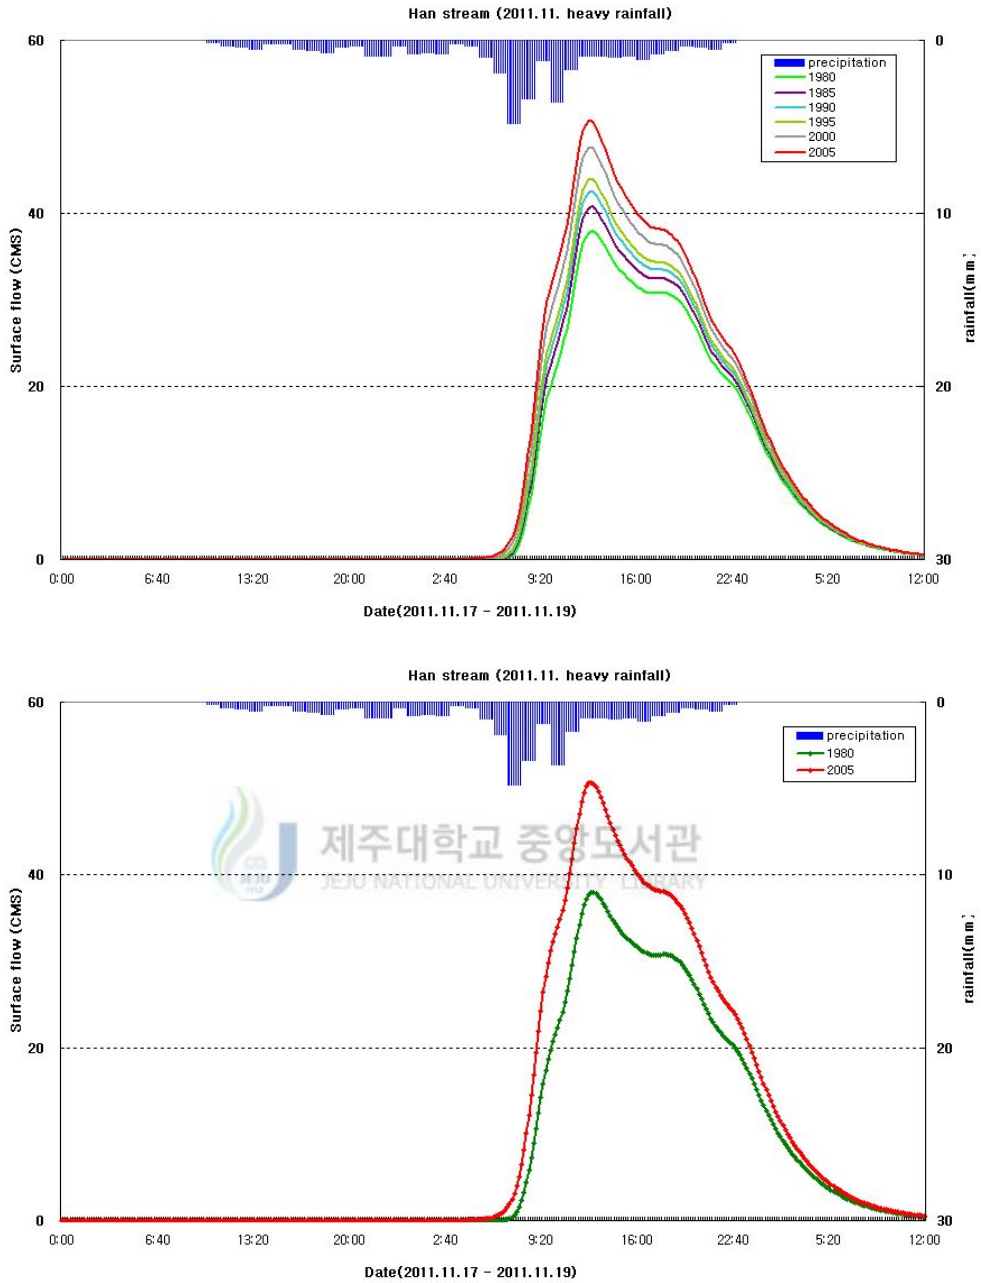 Han stream (2011.11. heavy rainfall)
60
40
20
0
Surface flow (CMS)
0
10
20
30
rainfall(mm)
precipitation
1980
1985
1990
1995
2000
2005
0:00 6:40 13:20 20:00 2:40 9:20 16:00 22:40 5:20 12:00
Date(2011.11.17 - 2011.11.19)
Han stream (2011.11. heavy rainfall)
60
40
20
0
Surface flow (CMS)
0
10
20
30
rainfall(mm)
precipitation
1980
2005
JEJU
1952
제주대학교 중앙도서관
JEJU NATIONAL UNIVERSITY LIBRARY
0:00 6:40 13:20 20:00 2:40 9:20 16:00 22:40 5:20 12:00
Date(2011.11.17 - 2011.11.19)